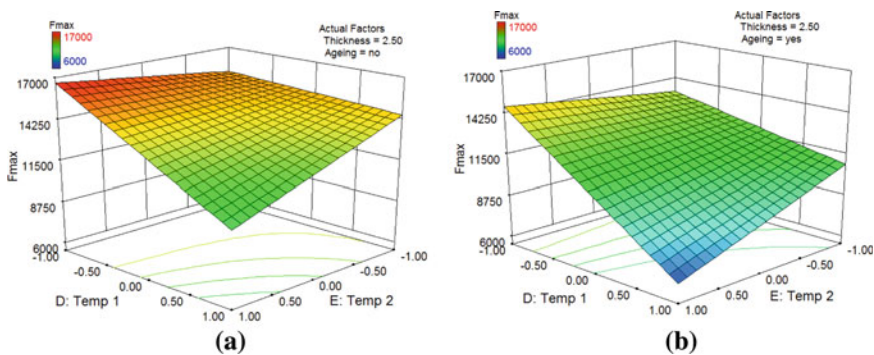 Fmax
17000
6000
Actual Factors
Thickness = 2.50
Ageing = no
17000
14250
11500
8750
6000
Fmax
-1.00
-0.50
0.00
0.50
1.00
D: Temp 1
-1.00
-0.50
0.00
0.50
1.00
E: Temp 2
(a)
Fmax
17000
6000
Actual Factors
Thickness = 2.50
Ageing = yes
17000
14250
11500
8750
6000
Fmax
-1.00
-0.50
0.00
0.50
1.00
D: Temp 1
-1.00
-0.50
0.00
0.50
1.00
E: Temp 2
(b)